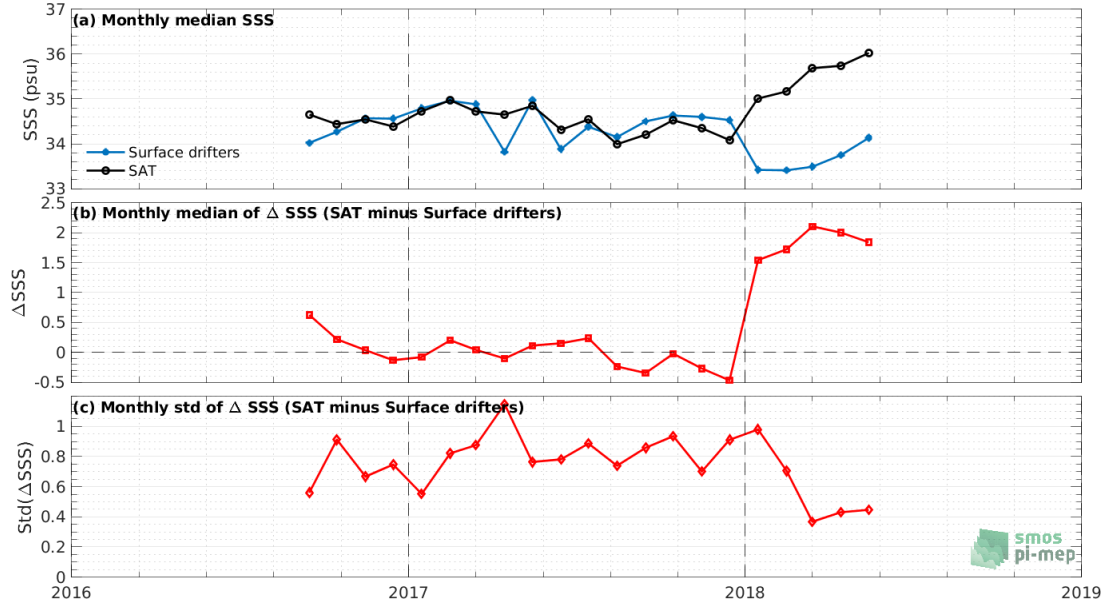 (a) Monthly median SSS
37
36
35
34
33
SSS (psu)
Surface drifters
SAT
(b) Monthly median of Δ SSS (SAT minus Surface drifters)
2.5
2
1.5
1
0.5
0
-0.5
ΔSSS
(c) Monthly std of Δ SSS (SAT minus Surface drifters)
1
0.8
0.6
0.4
0.2
0
Std(ΔSSS)
smos
pi-mep
2016
2017
2018
2019